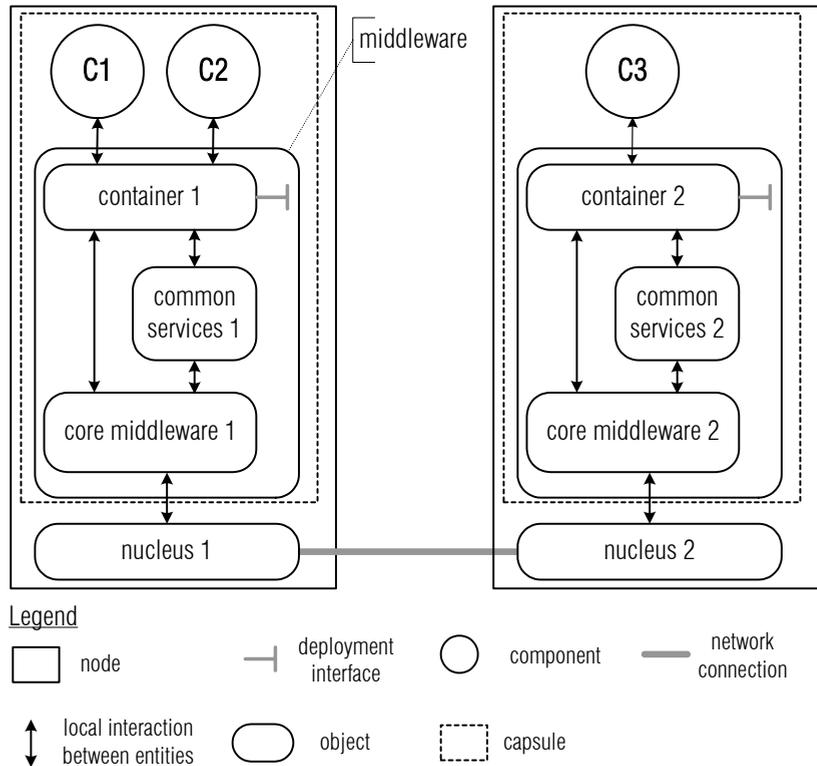 middleware
C1
C2
C3
container 1
container 2
common
services 1
common
services 2
core middleware 1
core middleware 2
nucleus 1
nucleus 2
Legend
node
deployment
interface
component
network
connection
local interaction
between entities
object
capsule